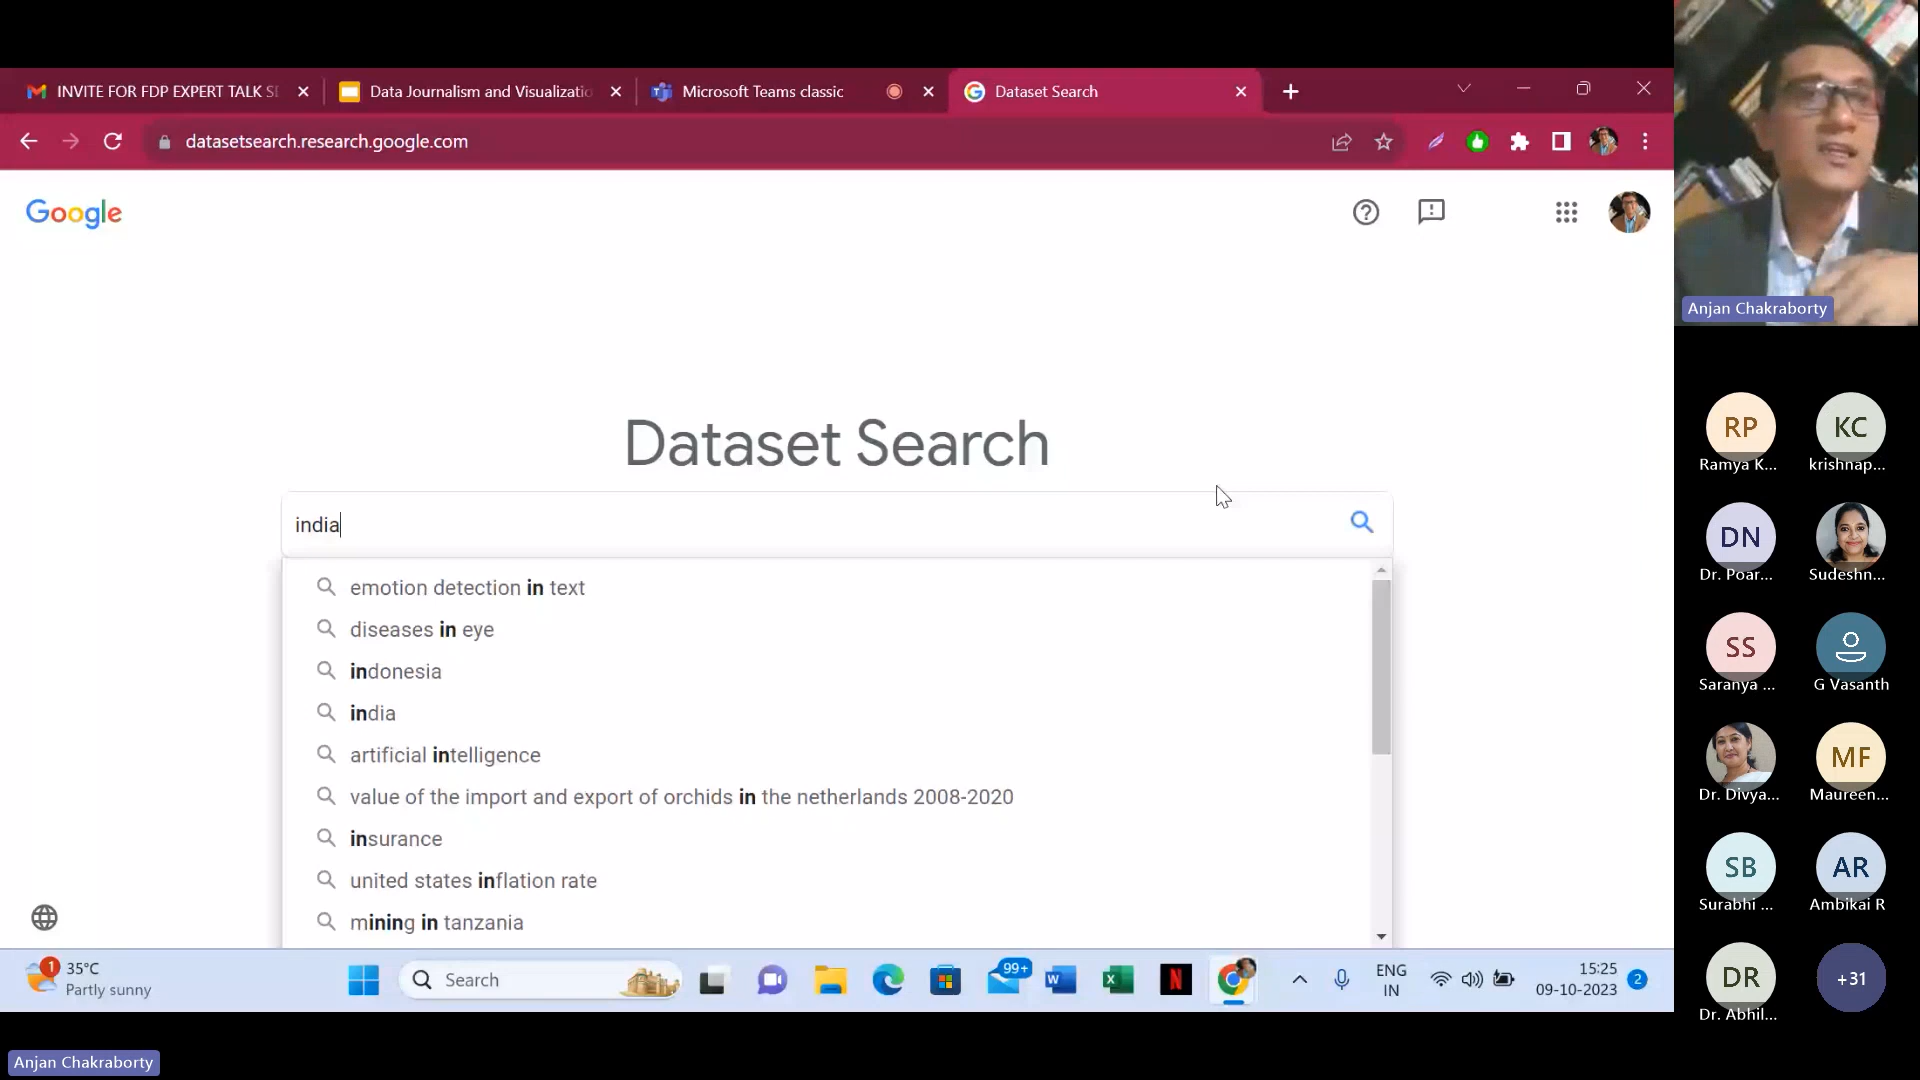 INVITE FOR FDP EXPERT TALK SE
Data Journalism and Visualizatio
Microsoft Teams classic
Dataset Search
datasetsearch.research.google.com
Google
Dataset Search
india
emotion detection in text
diseases in eye
indonesia
india
artificial intelligence
value of the import and export of orchids in the netherlands 2008-2020
insurance
united states inflation rate
mining in tanzania
1
35°C
Partly sunny
Search
99+
ENG
IN
15:25
09-10-2023
2
Anjan Chakraborty
RP
Ramya K...
KC
krishnap...
DN
Dr. Poar...
Sudeshn...
SS
Saranya ...
G Vasanth
Dr. Divya...
MF
Maureen...
SB
Surabhi ...
AR
Ambikai R
DR
Dr. Abhil...
+31
Anjan Chakraborty